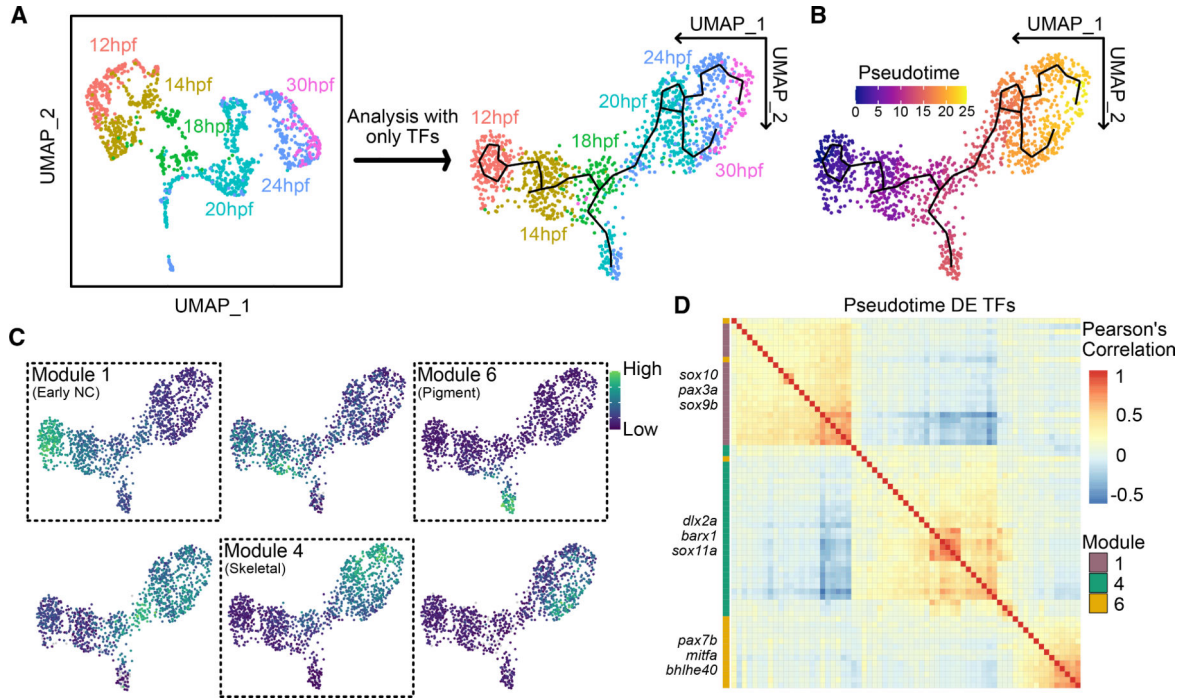 A
12hpf
14hpf
18hpf
30hpf
24hpf
20hpf
UMAP_2
UMAP_1
Analysis with
only TFs
UMAP_1
UMAP_2
24hpf
20hpf
12hpf
18hpf
30hpf
14hpf
B
UMAP_1
UMAP_2
Pseudotime
0 5 10 15 20 25
C
Module 1
(Early NC)
Module 6
(Pigment)
High
Low
Module 4
(Skeletal)
D
Pseudotime DE TFs
sox10
pax3a
sox9b
dlx2a
barx1
sox11a
pax7b
mitfa
bhlhe40
Pearson's
Correlation
1
0.5
0
-0.5
Module
1
4
6